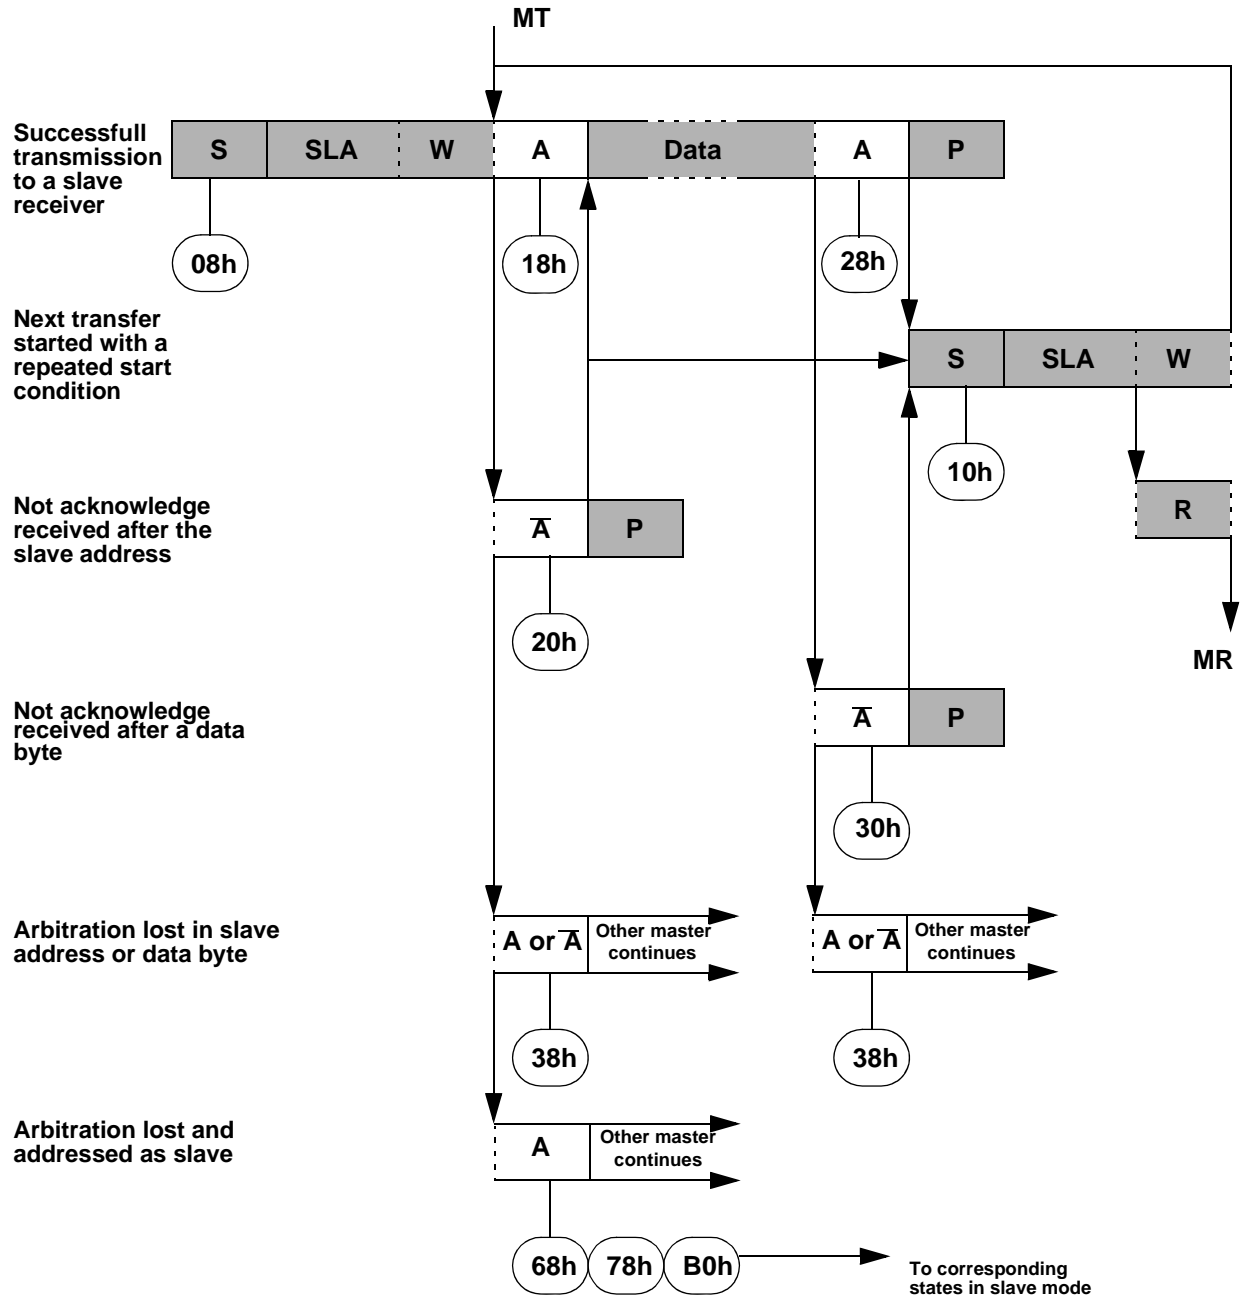 MT
Successfull
transmission
to a slave
receiver
S SLA W A Data A P
08h 18h 28h
Next transfer
started with a
repeated start
condition
S SLA W
10h
Not acknowledge
received after the
slave address
A̅ P
R
20h
MR
Not acknowledge
received after a data
byte
A̅ P
30h
Arbitration lost in slave
address or data byte
A or A̅
Other master
continues
A or A̅
Other master
continues
38h 38h
Arbitration lost and
addressed as slave
A
Other master
continues
68h 78h B0h
To corresponding
states in slave mode